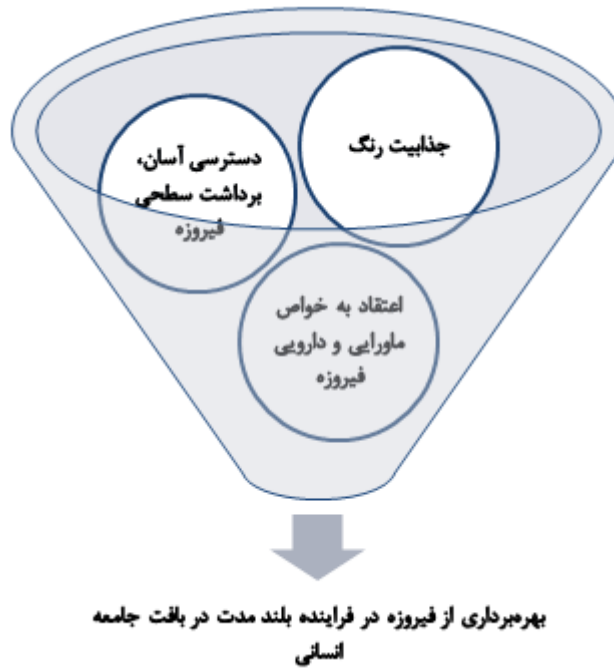 جذابیت رنگ
دسترسی آسان،
برداشت سطحی
فیروزه
اعتقاد به خواص
ماورایی و دارویی
فیروزه
بهره‌برداری از فیروزه در فراینده بلند مدت در بافت جامعه
انسانی